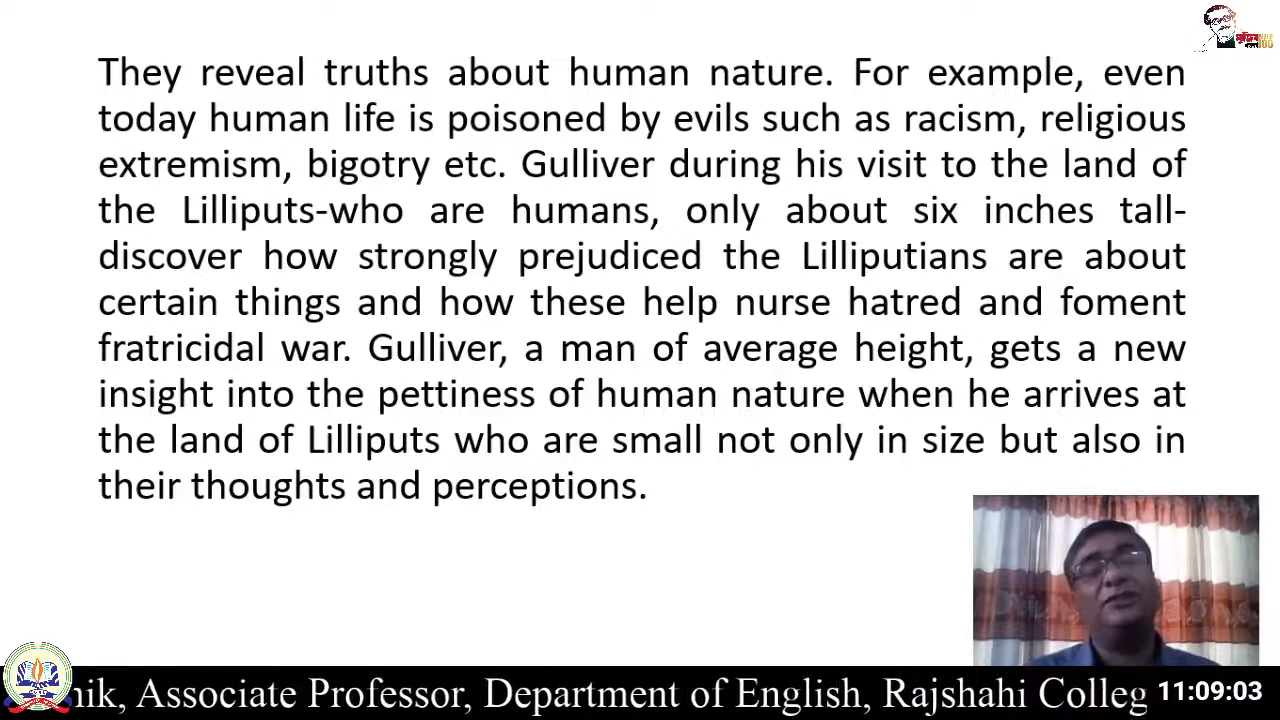 They reveal truths about human nature. For example, even
today human life is poisoned by evils such as racism, religious
extremism, bigotry etc. Gulliver during his visit to the land of
the Lilliputs-who are humans, only about six inches tall-
discover how strongly prejudiced the Lilliputians are about
certain things and how these help nurse hatred and foment
fratricidal war. Gulliver, a man of average height, gets a new
insight into the pettiness of human nature when he arrives at
the land of Lilliputs who are small not only in size but also in
their thoughts and perceptions.
Associate Professor, Department of English, Rajshahi Colleg
11:09:03